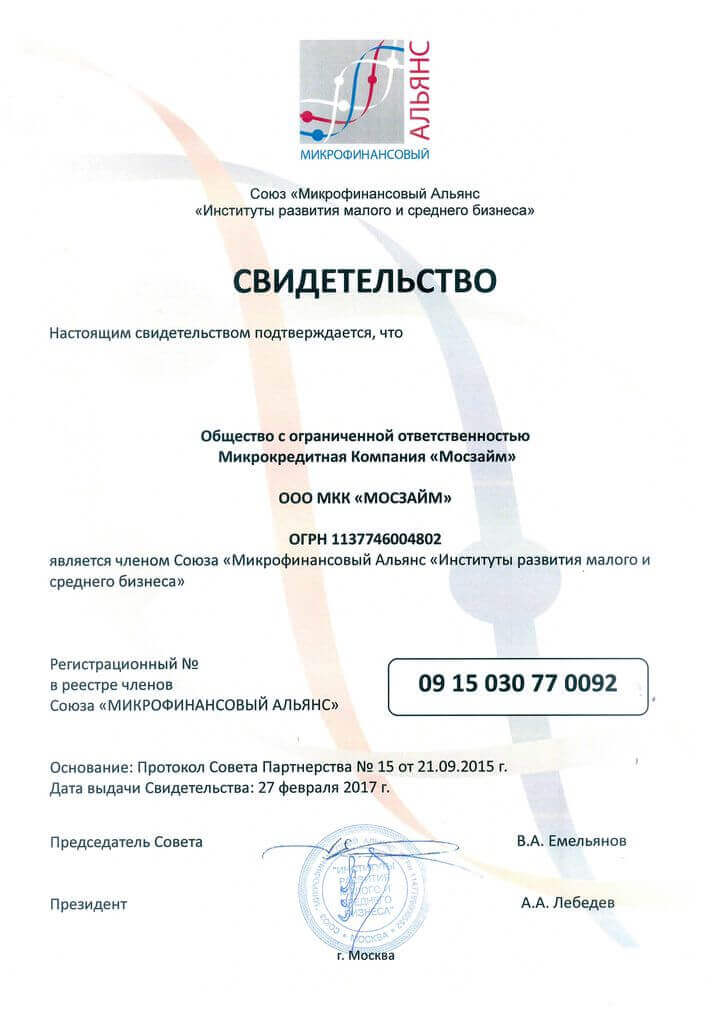 АЛЬЯНС
МИКРОФИНАНСОВЫЙ
Союз «Микрофинансовый Альянс
«Институты развития малого и среднего бизнеса»
СВИДЕТЕЛЬСТВО
Настоящим свидетельством подтверждается, что
Общество с ограниченной ответственностью
Микрокредитная Компания «Мосзайм»
ООО МКК «МОСЗАЙМ»
ОГРН 1137746004802
является членом Союза «Микрофинансовый Альянс «Институты развития малого и
среднего бизнеса»
Регистрационный №
в реестре членов
Союза «МИКРОФИНАНСОВЫЙ АЛЬЯНС»
09 15 030 77 0092
Основание: Протокол Совета Партнерства № 15 от 21.09.2015 г.
Дата выдачи Свидетельства: 27 февраля 2017 г.
Председатель Совета
В.А. Емельянов
"ИНСТИТУТЫ
РАЗВИТИЯ
МАЛОГО И
СРЕДНЕГО
БИЗНЕСА"
МОСКВА
Президент
А.А. Лебедев
г. Москва